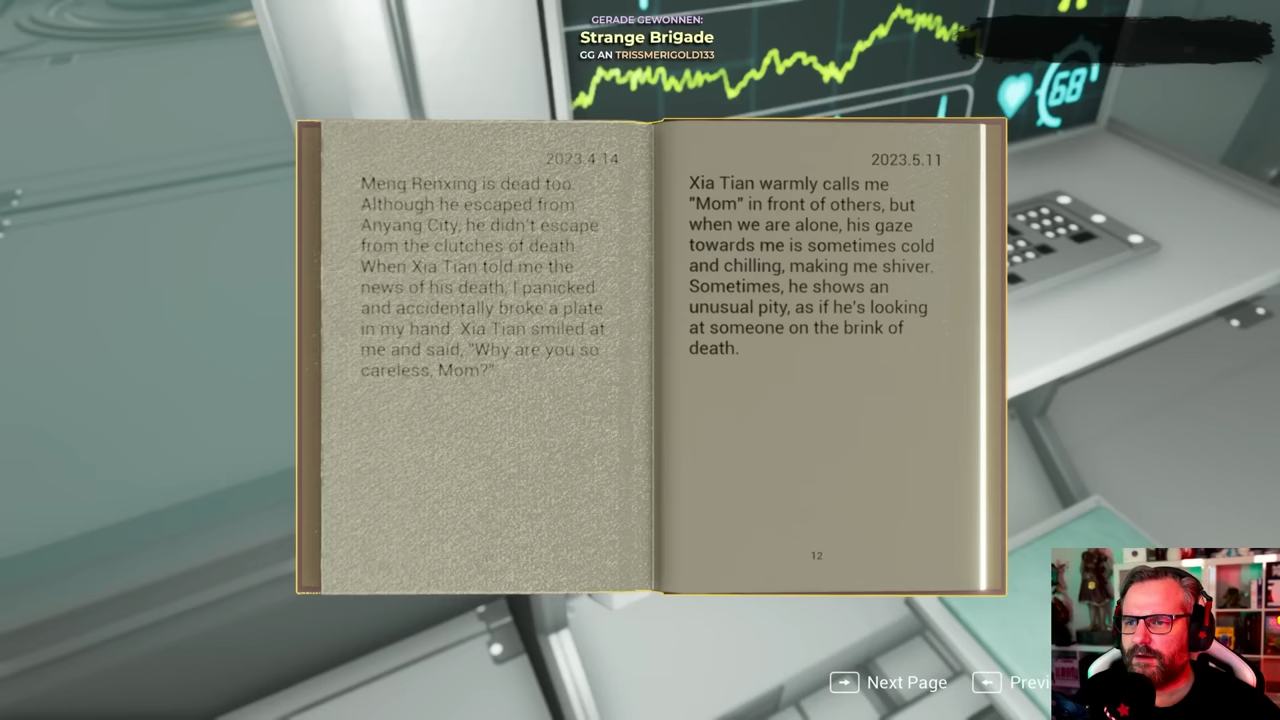 GERADE GEWONNEN:
Strange Brigade
GG AN TRISSMERIGOLD133
68
2023.4.14
Meng Renxing is dead too.
Although he escaped from
Anyang City, he didn't escape
from the clutches of death.
When Xia Tian told me the
news of his death, I panicked
and accidentally broke a plate
in my hand. Xia Tian smiled at
me and said, "Why are you so
careless, Mom?"
2023.5.11
Xia Tian warmly calls me
"Mom" in front of others, but
when we are alone, his gaze
towards me is sometimes cold
and chilling, making me shiver.
Sometimes, he shows an
unusual pity, as if he's looking
at someone on the brink of
death.
12
Next Page
Previ